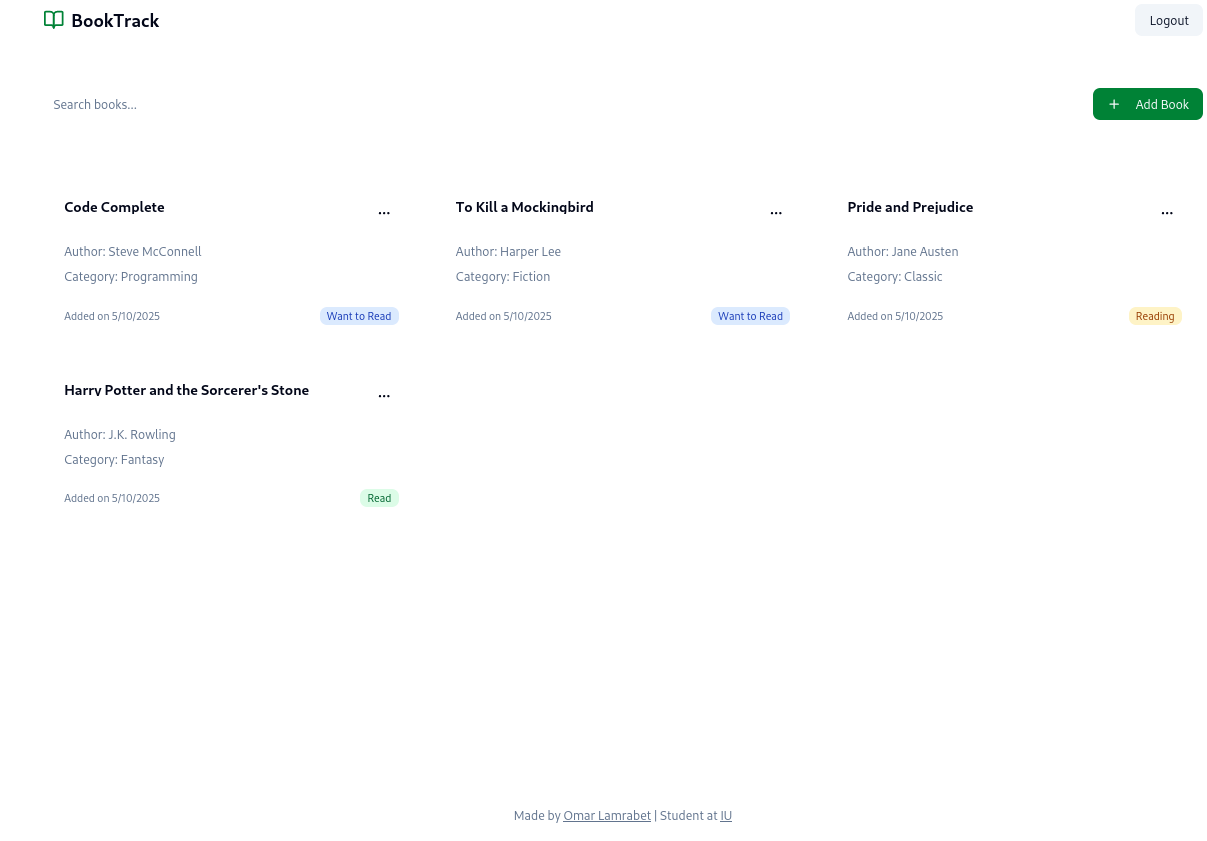 BookTrack
Logout
Search books...
Add Book
Code Complete
...
Author: Steve McConnell
Category: Programming
Added on 5/10/2025
Want to Read
To Kill a Mockingbird
...
Author: Harper Lee
Category: Fiction
Added on 5/10/2025
Want to Read
Pride and Prejudice
...
Author: Jane Austen
Category: Classic
Added on 5/10/2025
Reading
Harry Potter and the Sorcerer's Stone
...
Author: J.K. Rowling
Category: Fantasy
Added on 5/10/2025
Read
Made by Omar Lamrabet | Student at IU